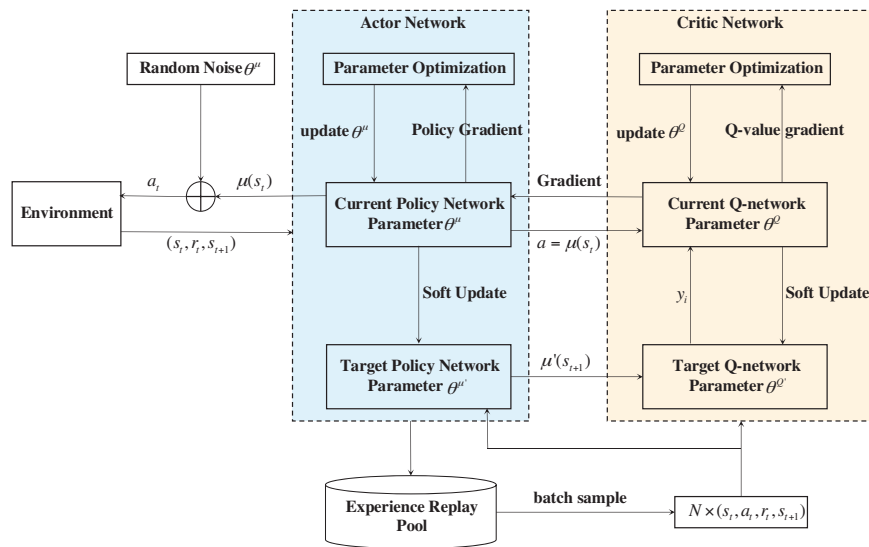 Actor Network
Critic Network
Random Noise θ^μ
Parameter Optimization
Parameter Optimization
update θ^μ
Policy Gradient
update θ^Q
Q-value gradient
a_t
μ(s_t)
Gradient
Environment
Current Policy Network
Parameter θ^μ
Current Q-network
Parameter θ^Q
(s_t, r_t, s_{t+1})
a = μ(s_t)
Soft Update
y_i
Soft Update
Target Policy Network
Parameter θ^{μ'}
μ'(s_{t+1})
Target Q-network
Parameter θ^{Q'}
Experience Replay
Pool
batch sample
N × (s_t, a_t, r_t, s_{t+1})